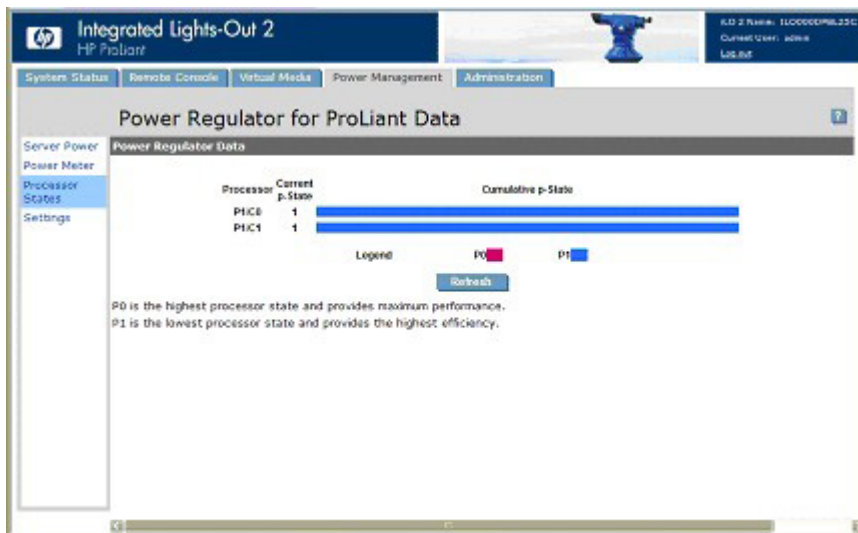 Integrated Lights-Out 2
HP ProLiant
iLO 2 Name:
Current User: admin
Log out
System Status
Remote Console
Virtual Media
Power Management
Administration
Power Regulator for ProLiant Data
?
Server Power
Power Meter
Processor States
Settings
Power Regulator Data
Processor
Current p-State
Cumulative p-State
P1/C0 1
P1/C1 1
Legend P0 P1
Refresh
P0 is the highest processor state and provides maximum performance.
P1 is the lowest processor state and provides the highest efficiency.